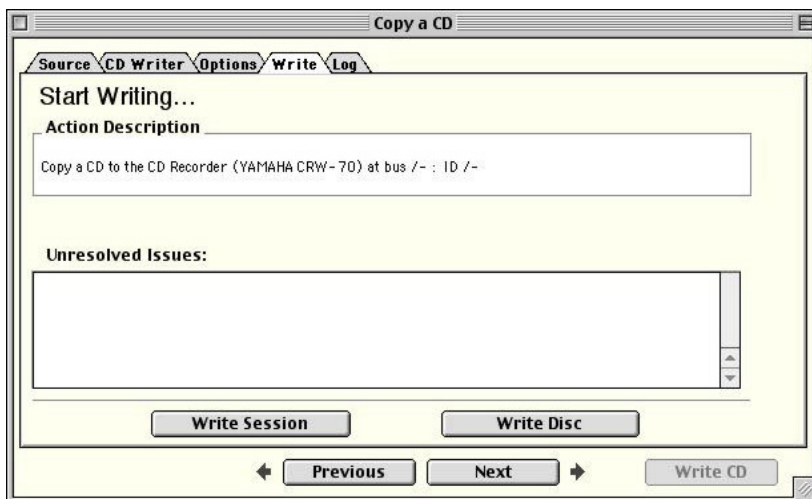 Copy a CD
Source CD Writer Options Write Log
Start Writing...
Action Description
Copy a CD to the CD Recorder (YAMAHA CRW-70) at bus /- : ID /-
Unresolved Issues:
Write Session Write Disc
Previous Next Write CD